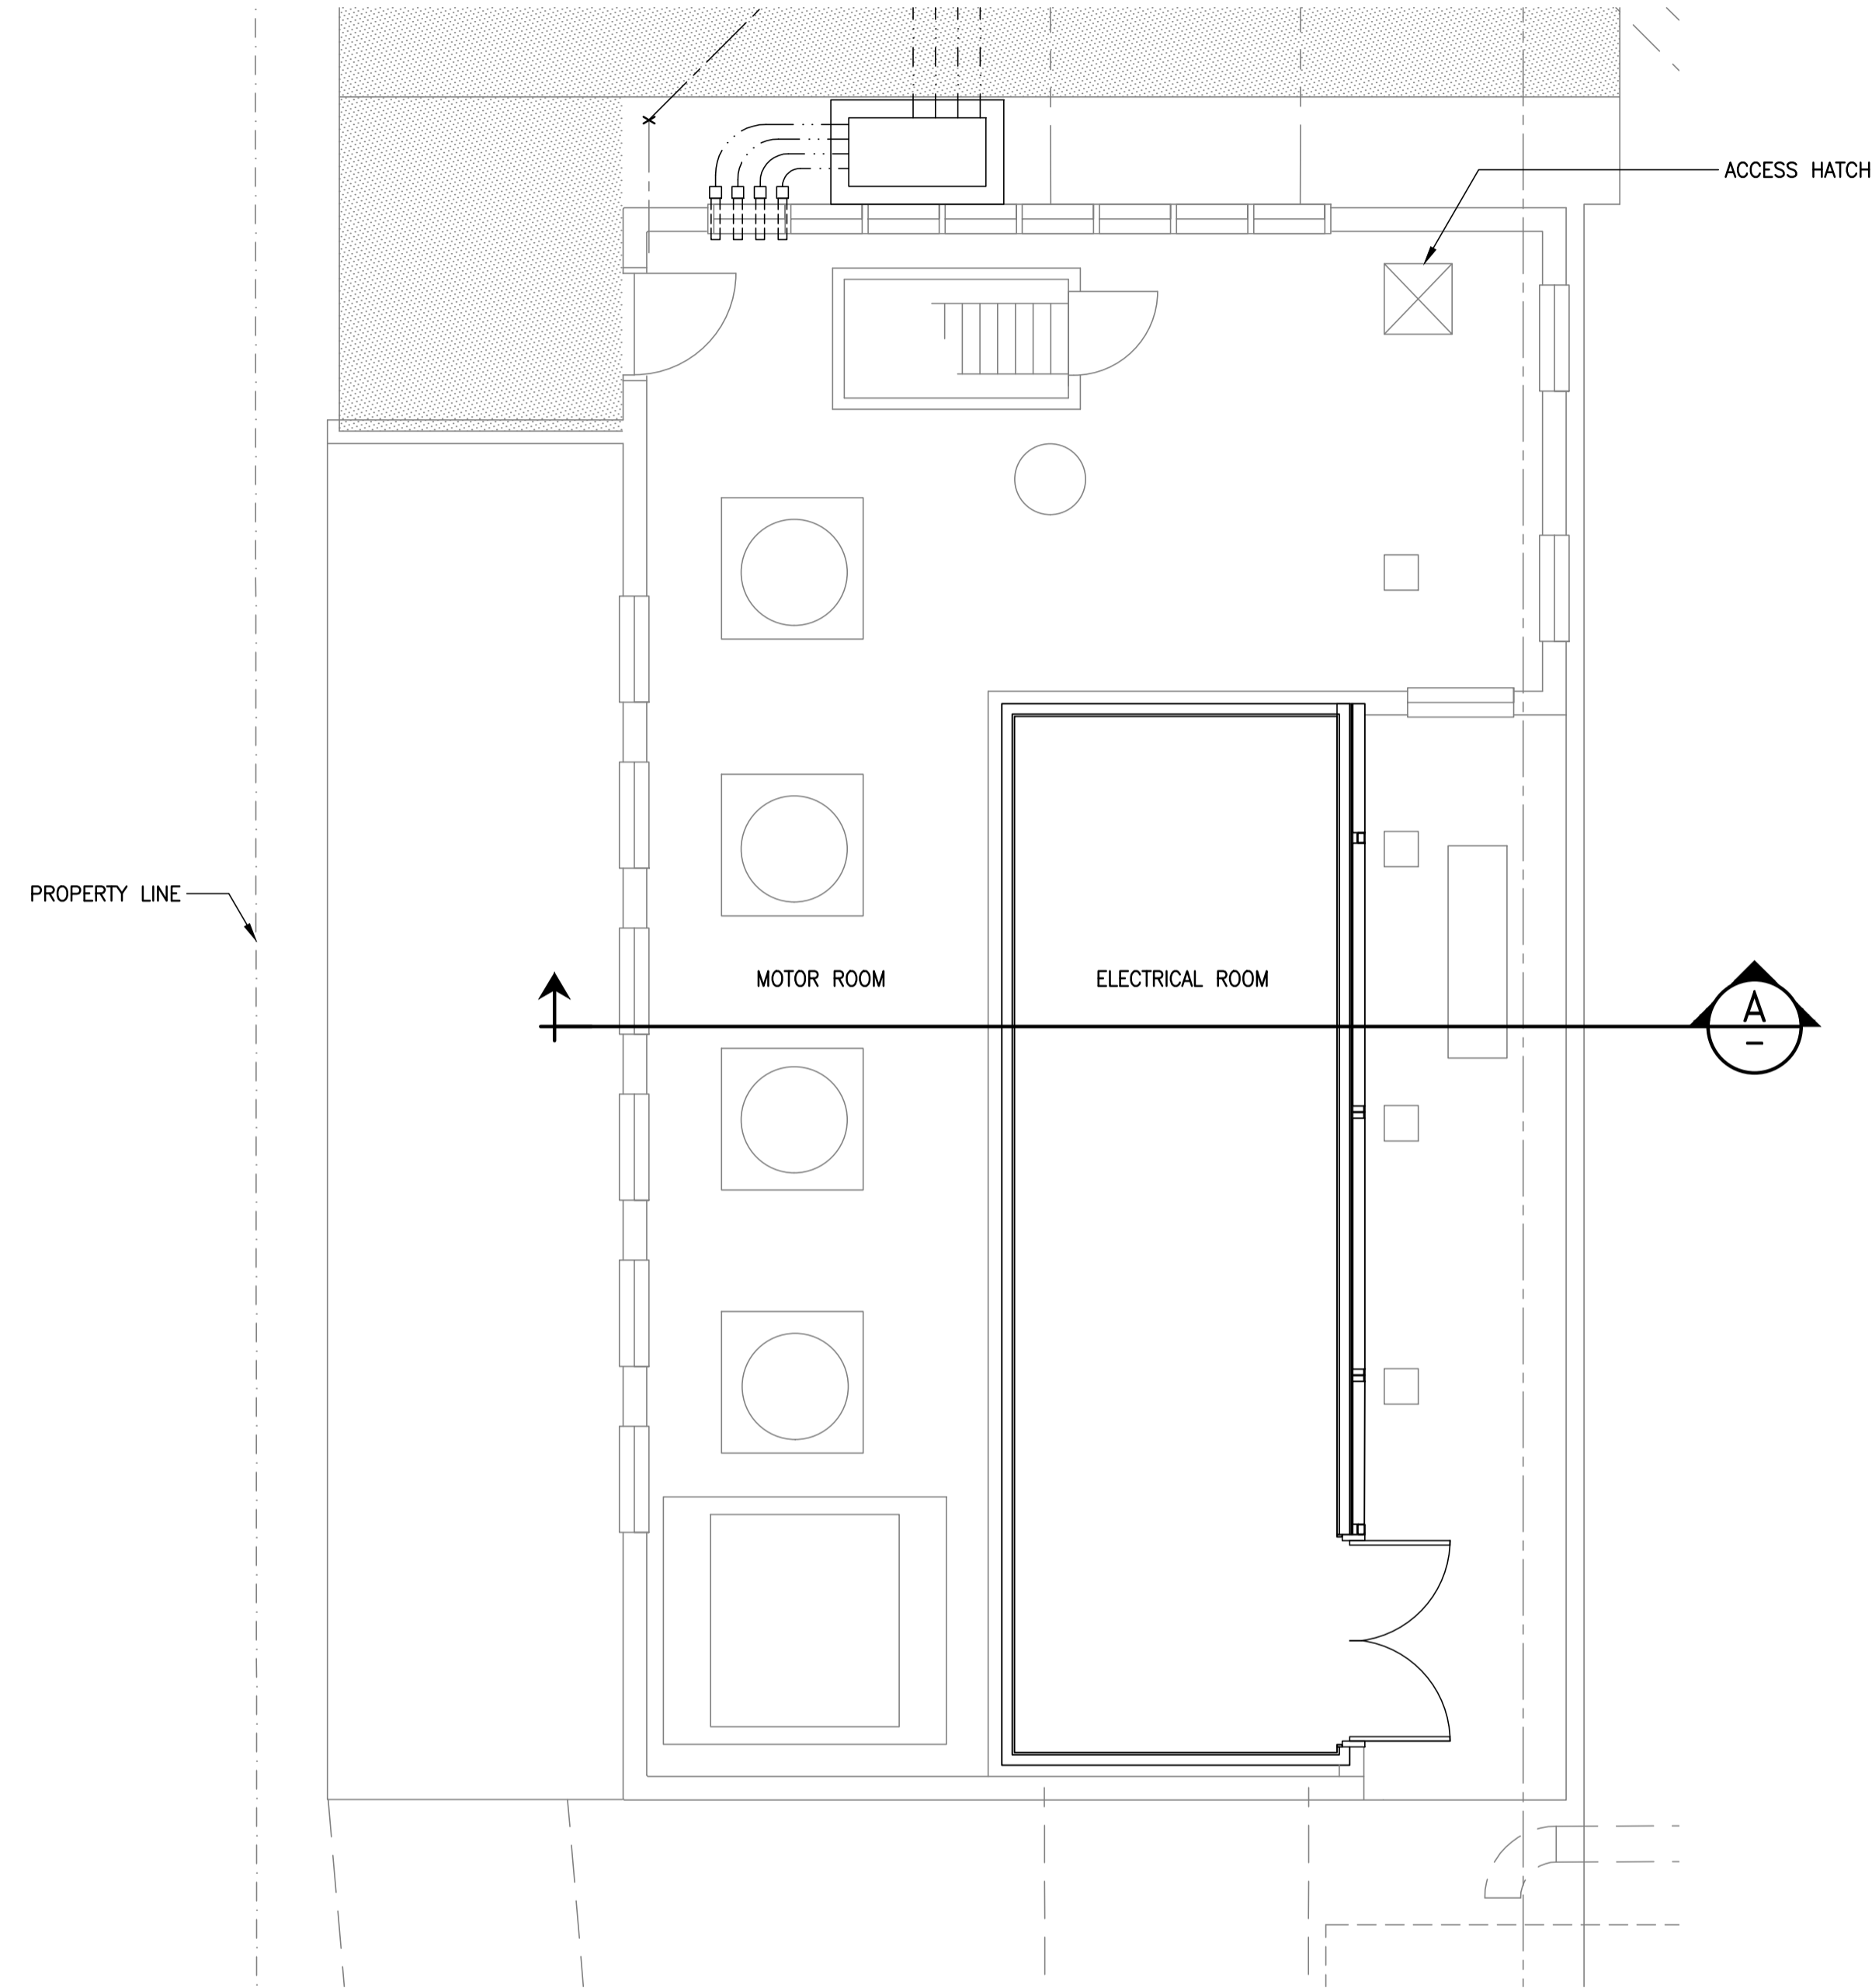 ACCESS HATCH
PROPERTY LINE
MOTOR ROOM
ELECTRICAL ROOM
A
-